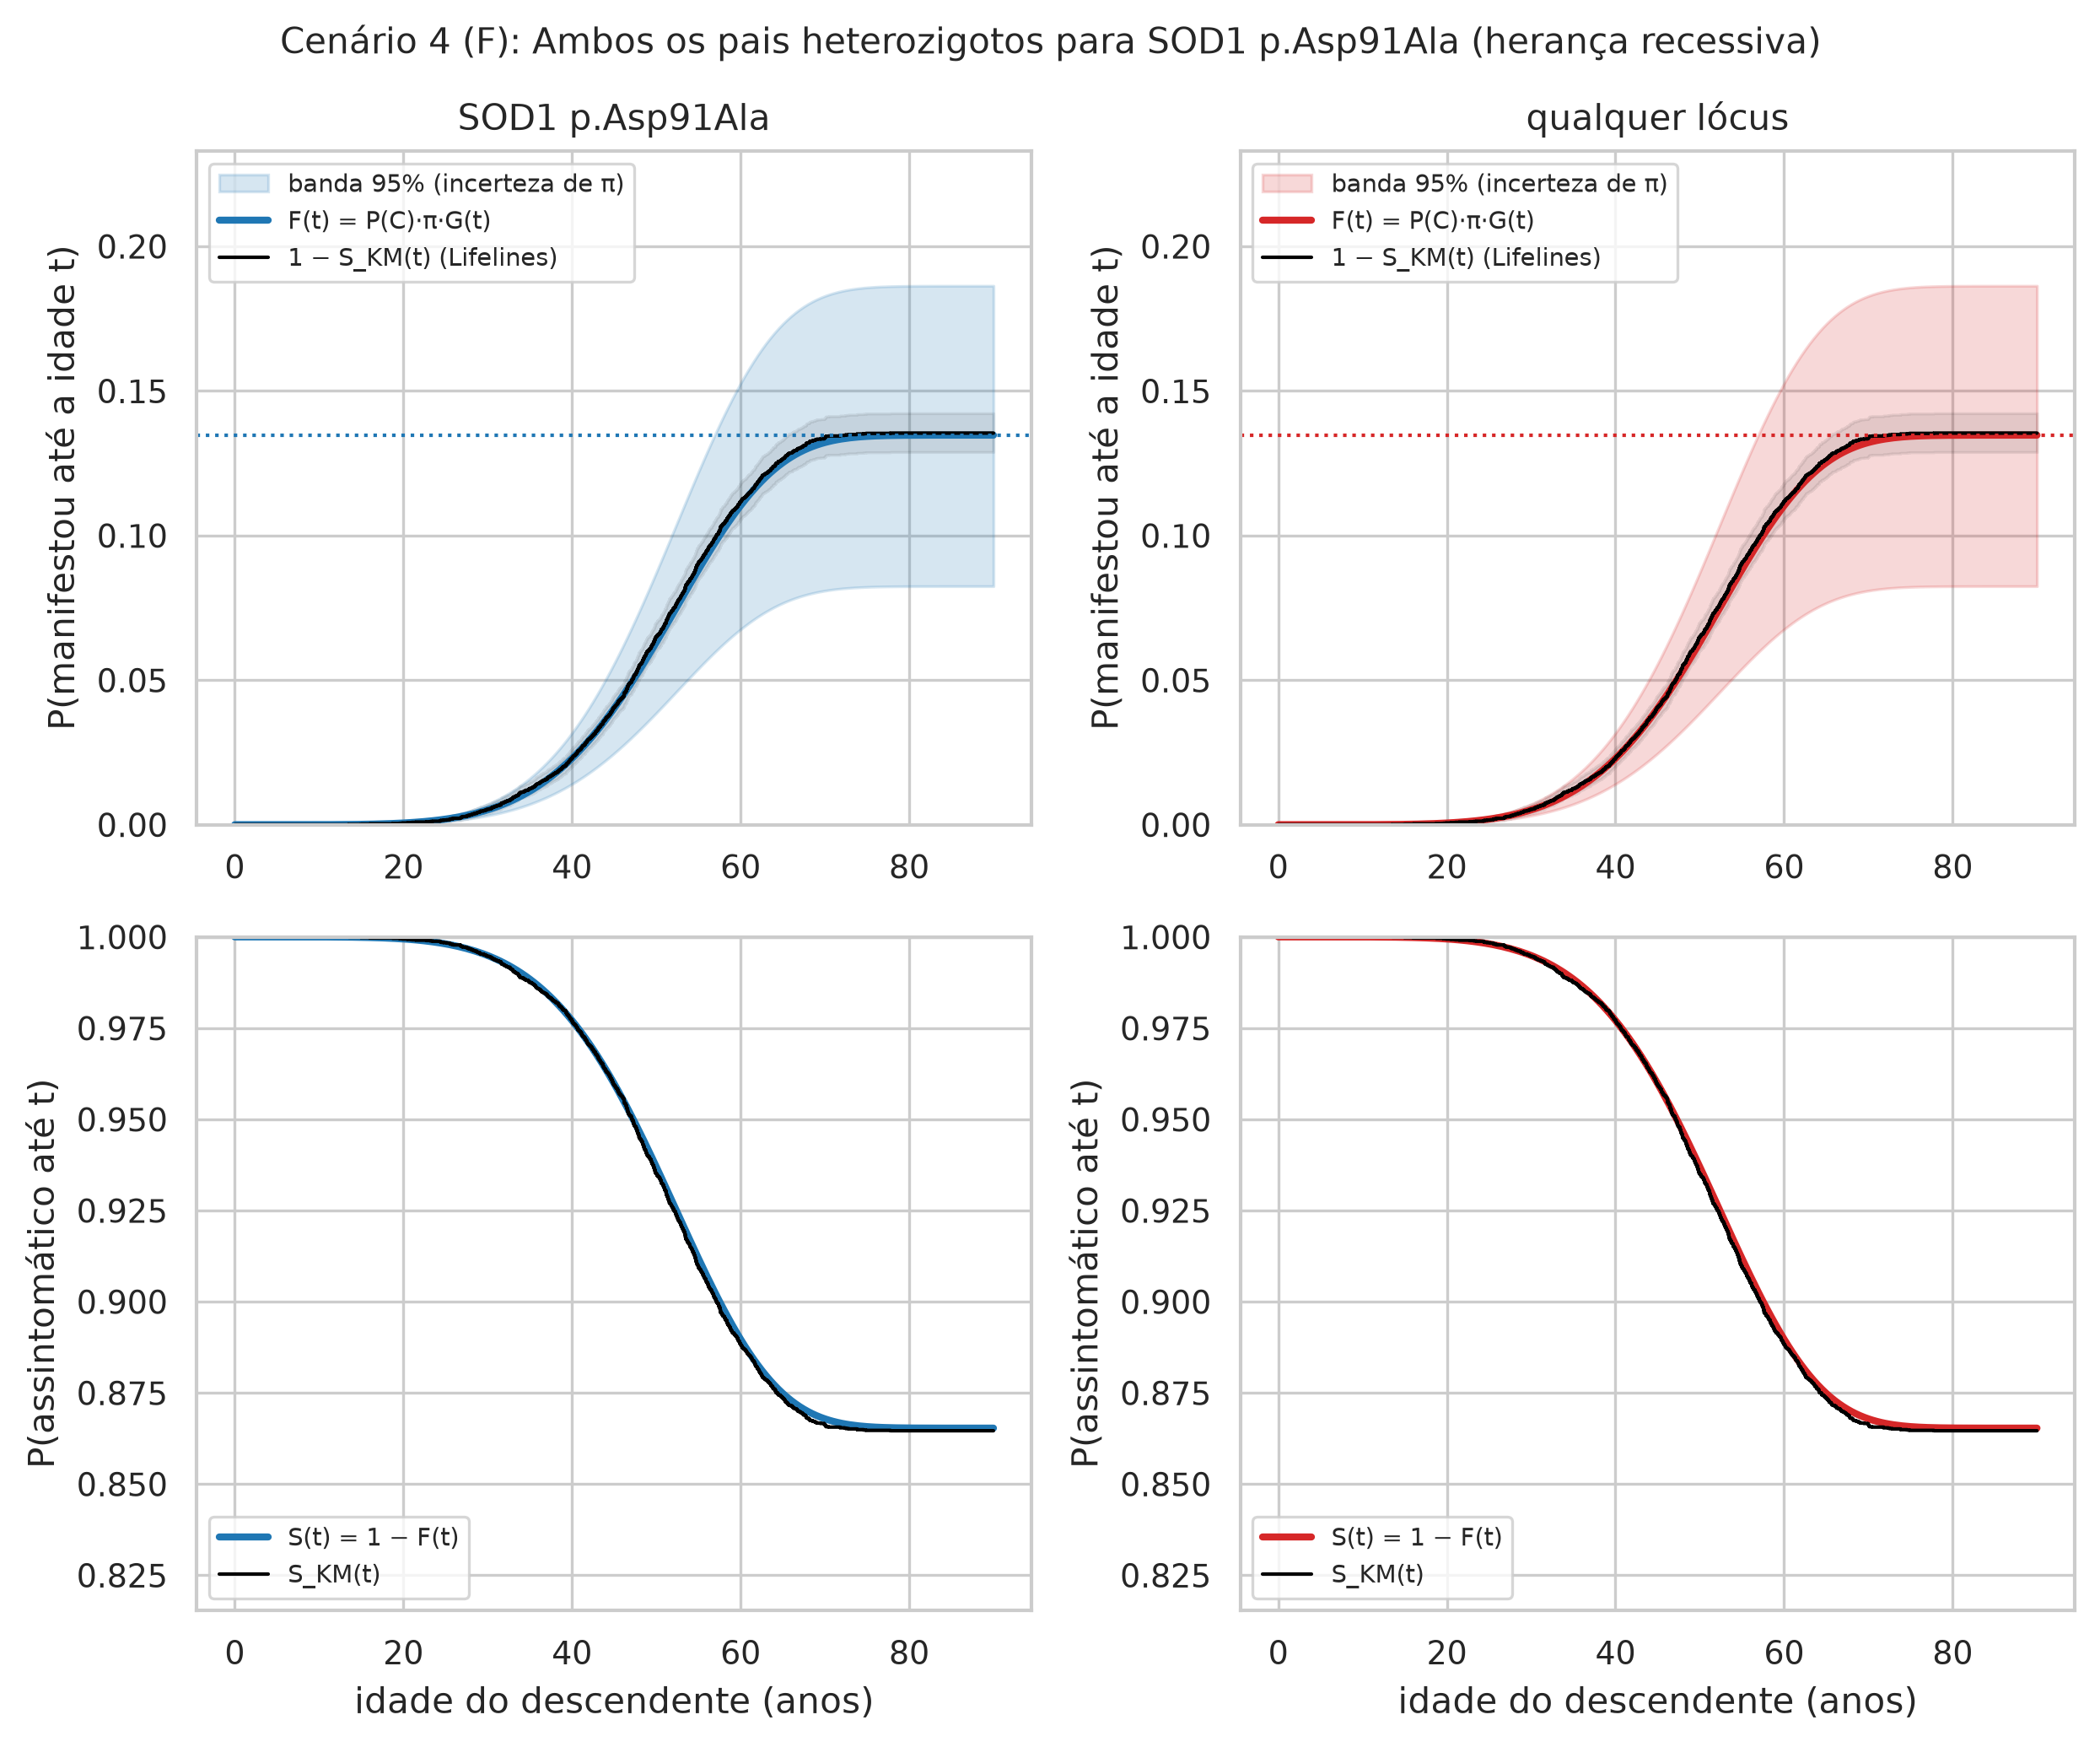 Cenário 4 (F): Ambos os pais heterozigotos para SOD1 p.Asp91Ala (herança recessiva)
SOD1 p.Asp91Ala
banda 95% (incerteza de π)
F(t) = P(C)·π·G(t)
1 − S_KM(t) (Lifelines)
P(manifestou até a idade t)
0.20
0.15
0.10
0.05
0.00
0 20 40 60 80
qualquer lócus
banda 95% (incerteza de π)
F(t) = P(C)·π·G(t)
1 − S_KM(t) (Lifelines)
P(manifestou até a idade t)
0.20
0.15
0.10
0.05
0.00
0 20 40 60 80
P(assintomático até t)
1.000
0.975
0.950
0.925
0.900
0.875
0.850
0.825
S(t) = 1 − F(t)
S_KM(t)
0 20 40 60 80
idade do descendente (anos)
P(assintomático até t)
1.000
0.975
0.950
0.925
0.900
0.875
0.850
0.825
S(t) = 1 − F(t)
S_KM(t)
0 20 40 60 80
idade do descendente (anos)